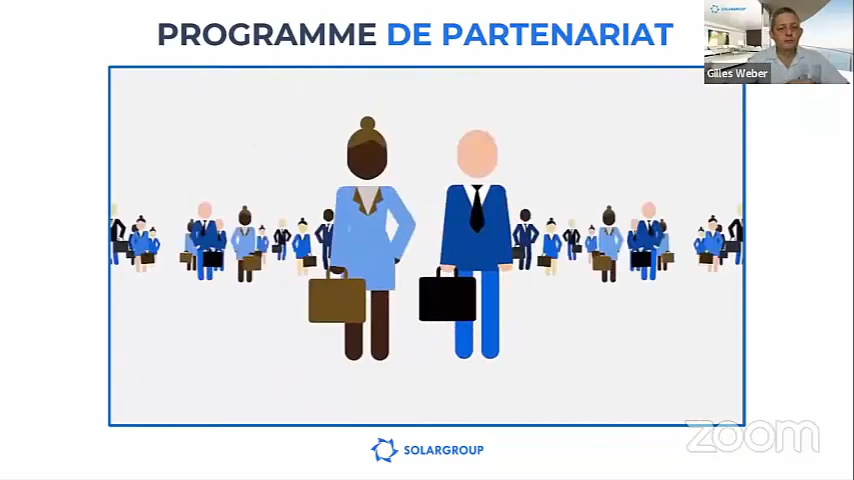 PROGRAMME DE PARTENARIAT
SOLARGROUP
Gilles Weber
SOLARGROUP
zoom